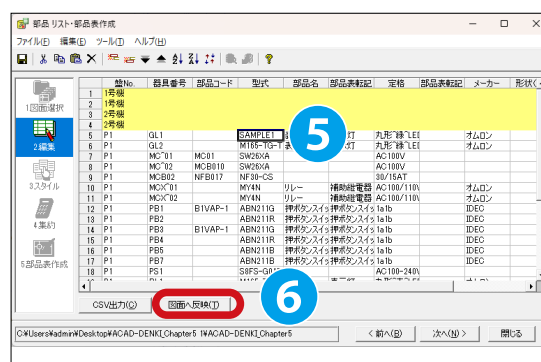 部品リスト・部品表作成
ファイル(F) 編集(E) ツール(T) ヘルプ(H)
盤No. 器具番号 部品コード 型式 部品名 部品表転記 定格 部品表転記 メーカー 形状(
1 1号機
2 1号機
3 2号機
4 2号機
5 P1 GL1 SAMPLE1 灯 丸形^緑^LED オムロン
6 P1 GL2 M165-TG-T 灯 丸形^緑^LED オムロン
7 P1 MC^01 MC01 SW26XA AC100V
8 P1 MC^02 MCB010 SW26XA AC100V
9 P1 MCB02 NFB017 NF30-CS 30/15AT
10 P1 MCX^01 MY4N リレー 補助継電器 AC100/110V オムロン
11 P1 MCX^02 MY4N リレー 補助継電器 AC100/110V オムロン
12 P1 PB1 B1VAP-1 ABN211G 押ボタンスイッ 押ボタンスイッ 1a1b IDEC
13 P1 PB2 ABN211R 押ボタンスイッ 押ボタンスイッ 1a1b IDEC
14 P1 PB3 B1VAP-1 ABN211G 押ボタンスイッ 押ボタンスイッ 1a1b IDEC
15 P1 PB4 ABN211R 押ボタンスイッ 押ボタンスイッ 1a1b IDEC
16 P1 PB5 ABN211B 押ボタンスイッ 押ボタンスイッ 1a1b IDEC
17 P1 PB7 ABN211B 押ボタンスイッ 押ボタンスイッ 1a1b IDEC
18 P1 PS1 S8FS-G01 AC100-240V
1.図面選択
2.編集
3.スタイル
4.集約
5.部品表作成
5
6
CSV出力(C) 図面へ反映(T)
C:¥Users¥admin¥Desktop¥ACAD-DENKI_Chapter5 1¥ACAD-DENKI_Chapter5 <前へ(B) 次へ(N)> 閉じる